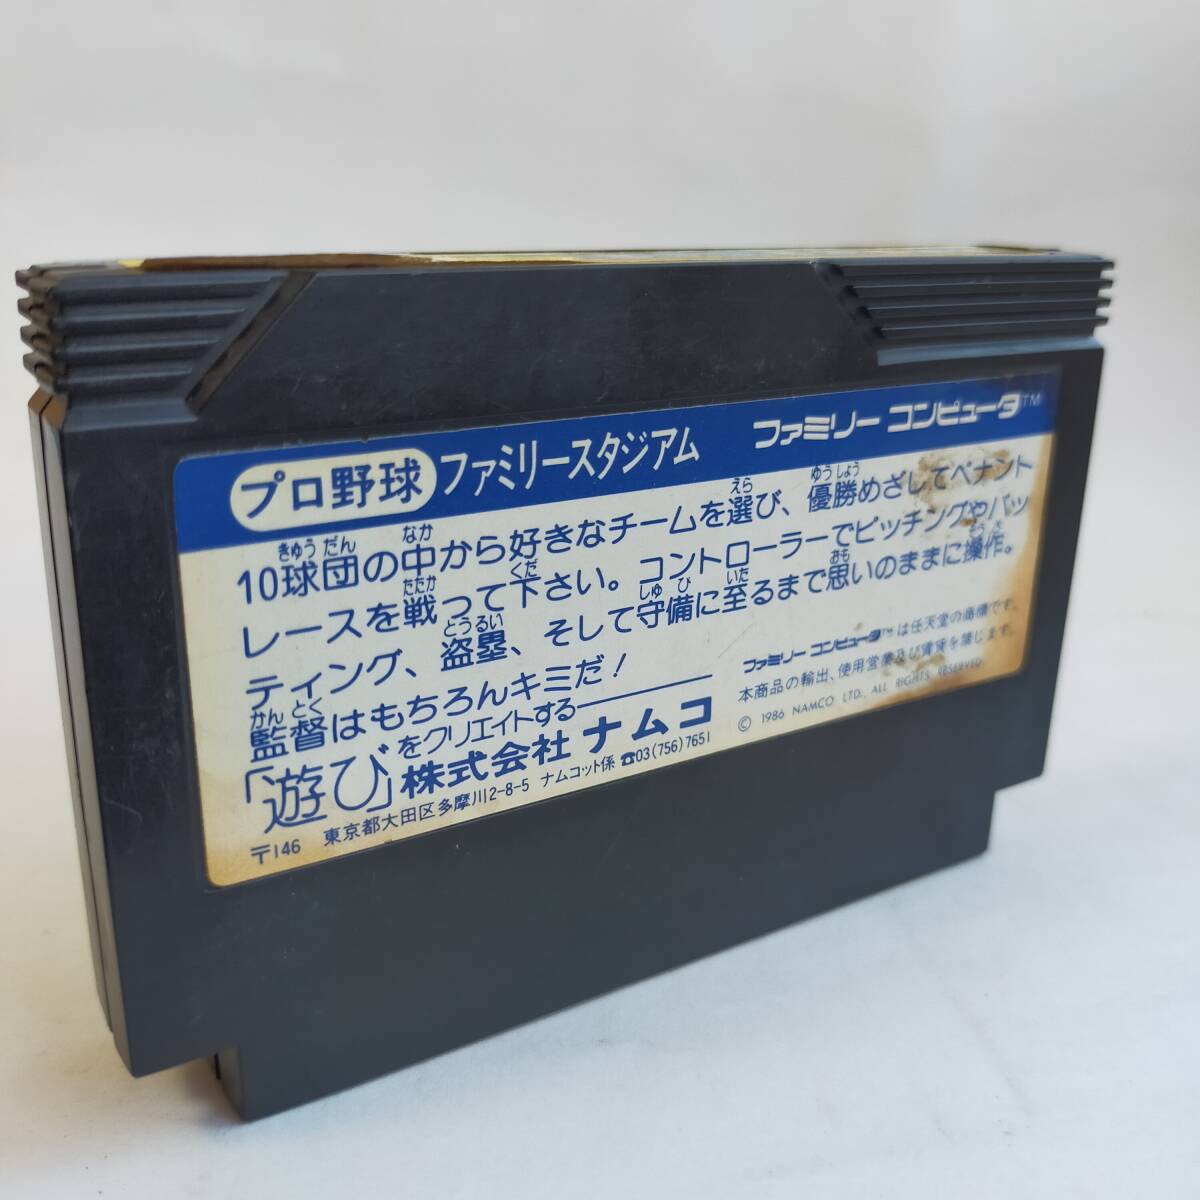 プロ野球 ファミリースタジアム ファミリー コンピュータ™
10球団の中から好きなチームを選び、優勝めざしてペナント
レースを戦って下さい。コントローラーでピッチングやバッ
ティング、盗塁、そして守備に至るまで思いのままに操作。
監督はもちろんキミだ！
「遊び」をクリエイトする
株式会社 ナムコ
〒146 東京都大田区多摩川2-8-5 ナムコット係 ☎03(756)7651
ファミリー コンピュータ™は任天堂の商標です。
本商品の輸出、使用営業及び賃貸を禁じます。
© 1986 NAMCO LTD., ALL RIGHTS RESERVED